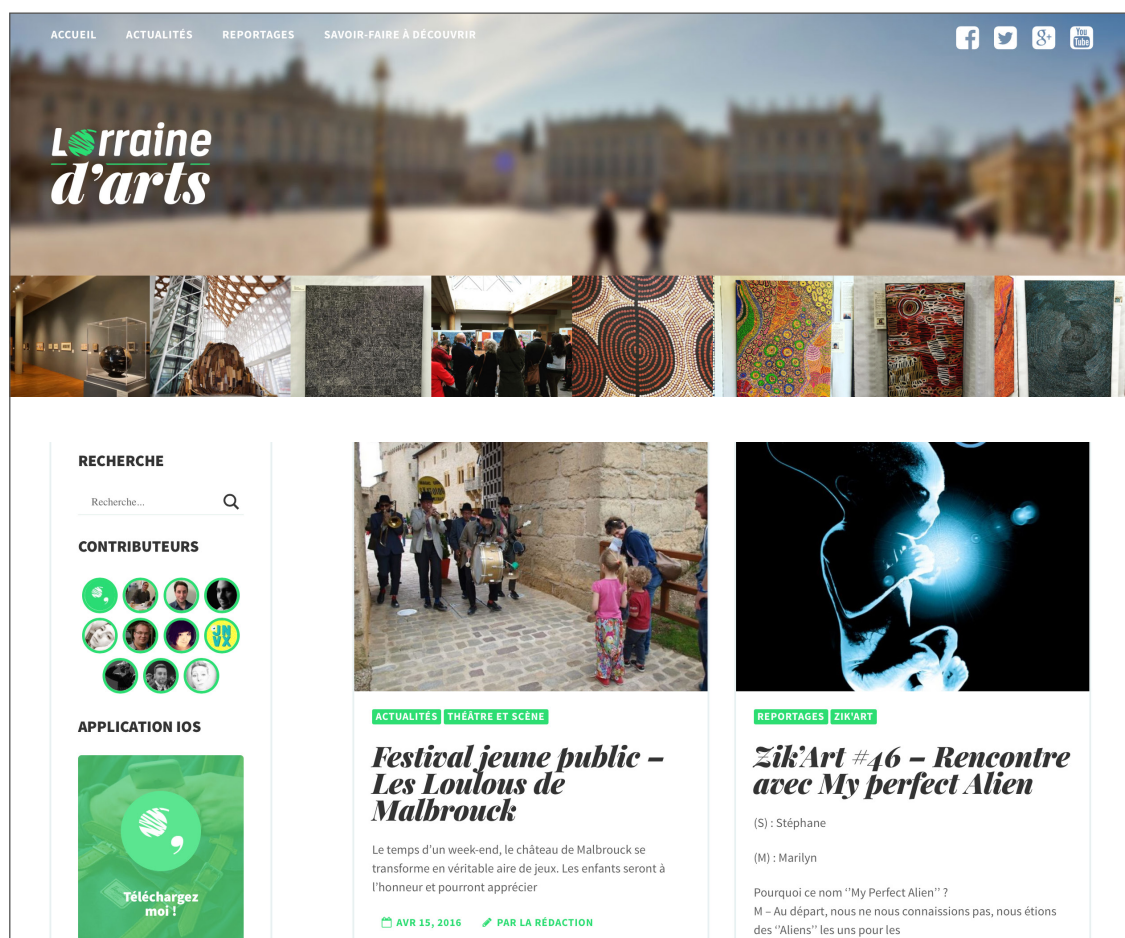 ACCUEIL ACTUALITÉS REPORTAGES SAVOIR-FAIRE À DÉCOUVRIR
You
Tube
Lorraine
d’arts
RECHERCHE
Recherche...
CONTRIBUTEURS
APPLICATION IOS
Téléchargez
moi !
ACTUALITÉS THÉÂTRE ET SCÈNE
Festival jeune public –
Les Loulous de
Malbrouck
Le temps d’un week-end, le château de Malbrouck se
transforme en véritable aire de jeux. Les enfants seront à
l’honneur et pourront apprécier
AVR 15, 2016 PAR LA RÉDACTION
REPORTAGES ZIK'ART
Zik’Art #46 – Rencontre
avec My perfect Alien
(S) : Stéphane
(M) : Marilyn
Pourquoi ce nom ‘’My Perfect Alien’’ ?
M – Au départ, nous ne nous connaissions pas, nous étions
des ‘’Aliens’’ les uns pour les